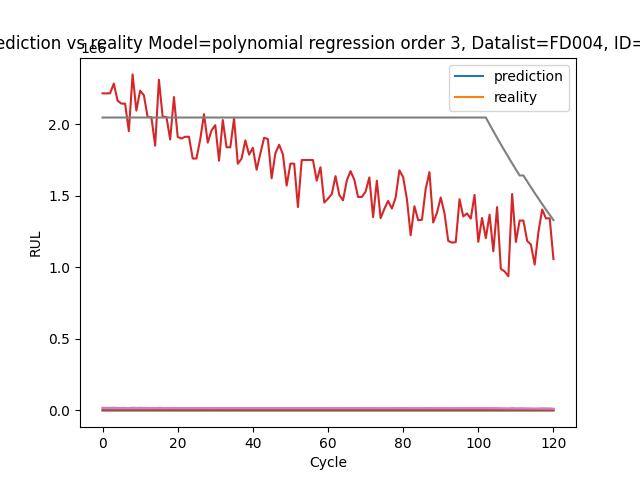 ediction vs reality Model=polynomial regression order 3, Datalist=FD004, ID=
1e6
prediction
reality
2.0
1.5
1.0
0.5
0.0
RUL
0 20 40 60 80 100 120
Cycle